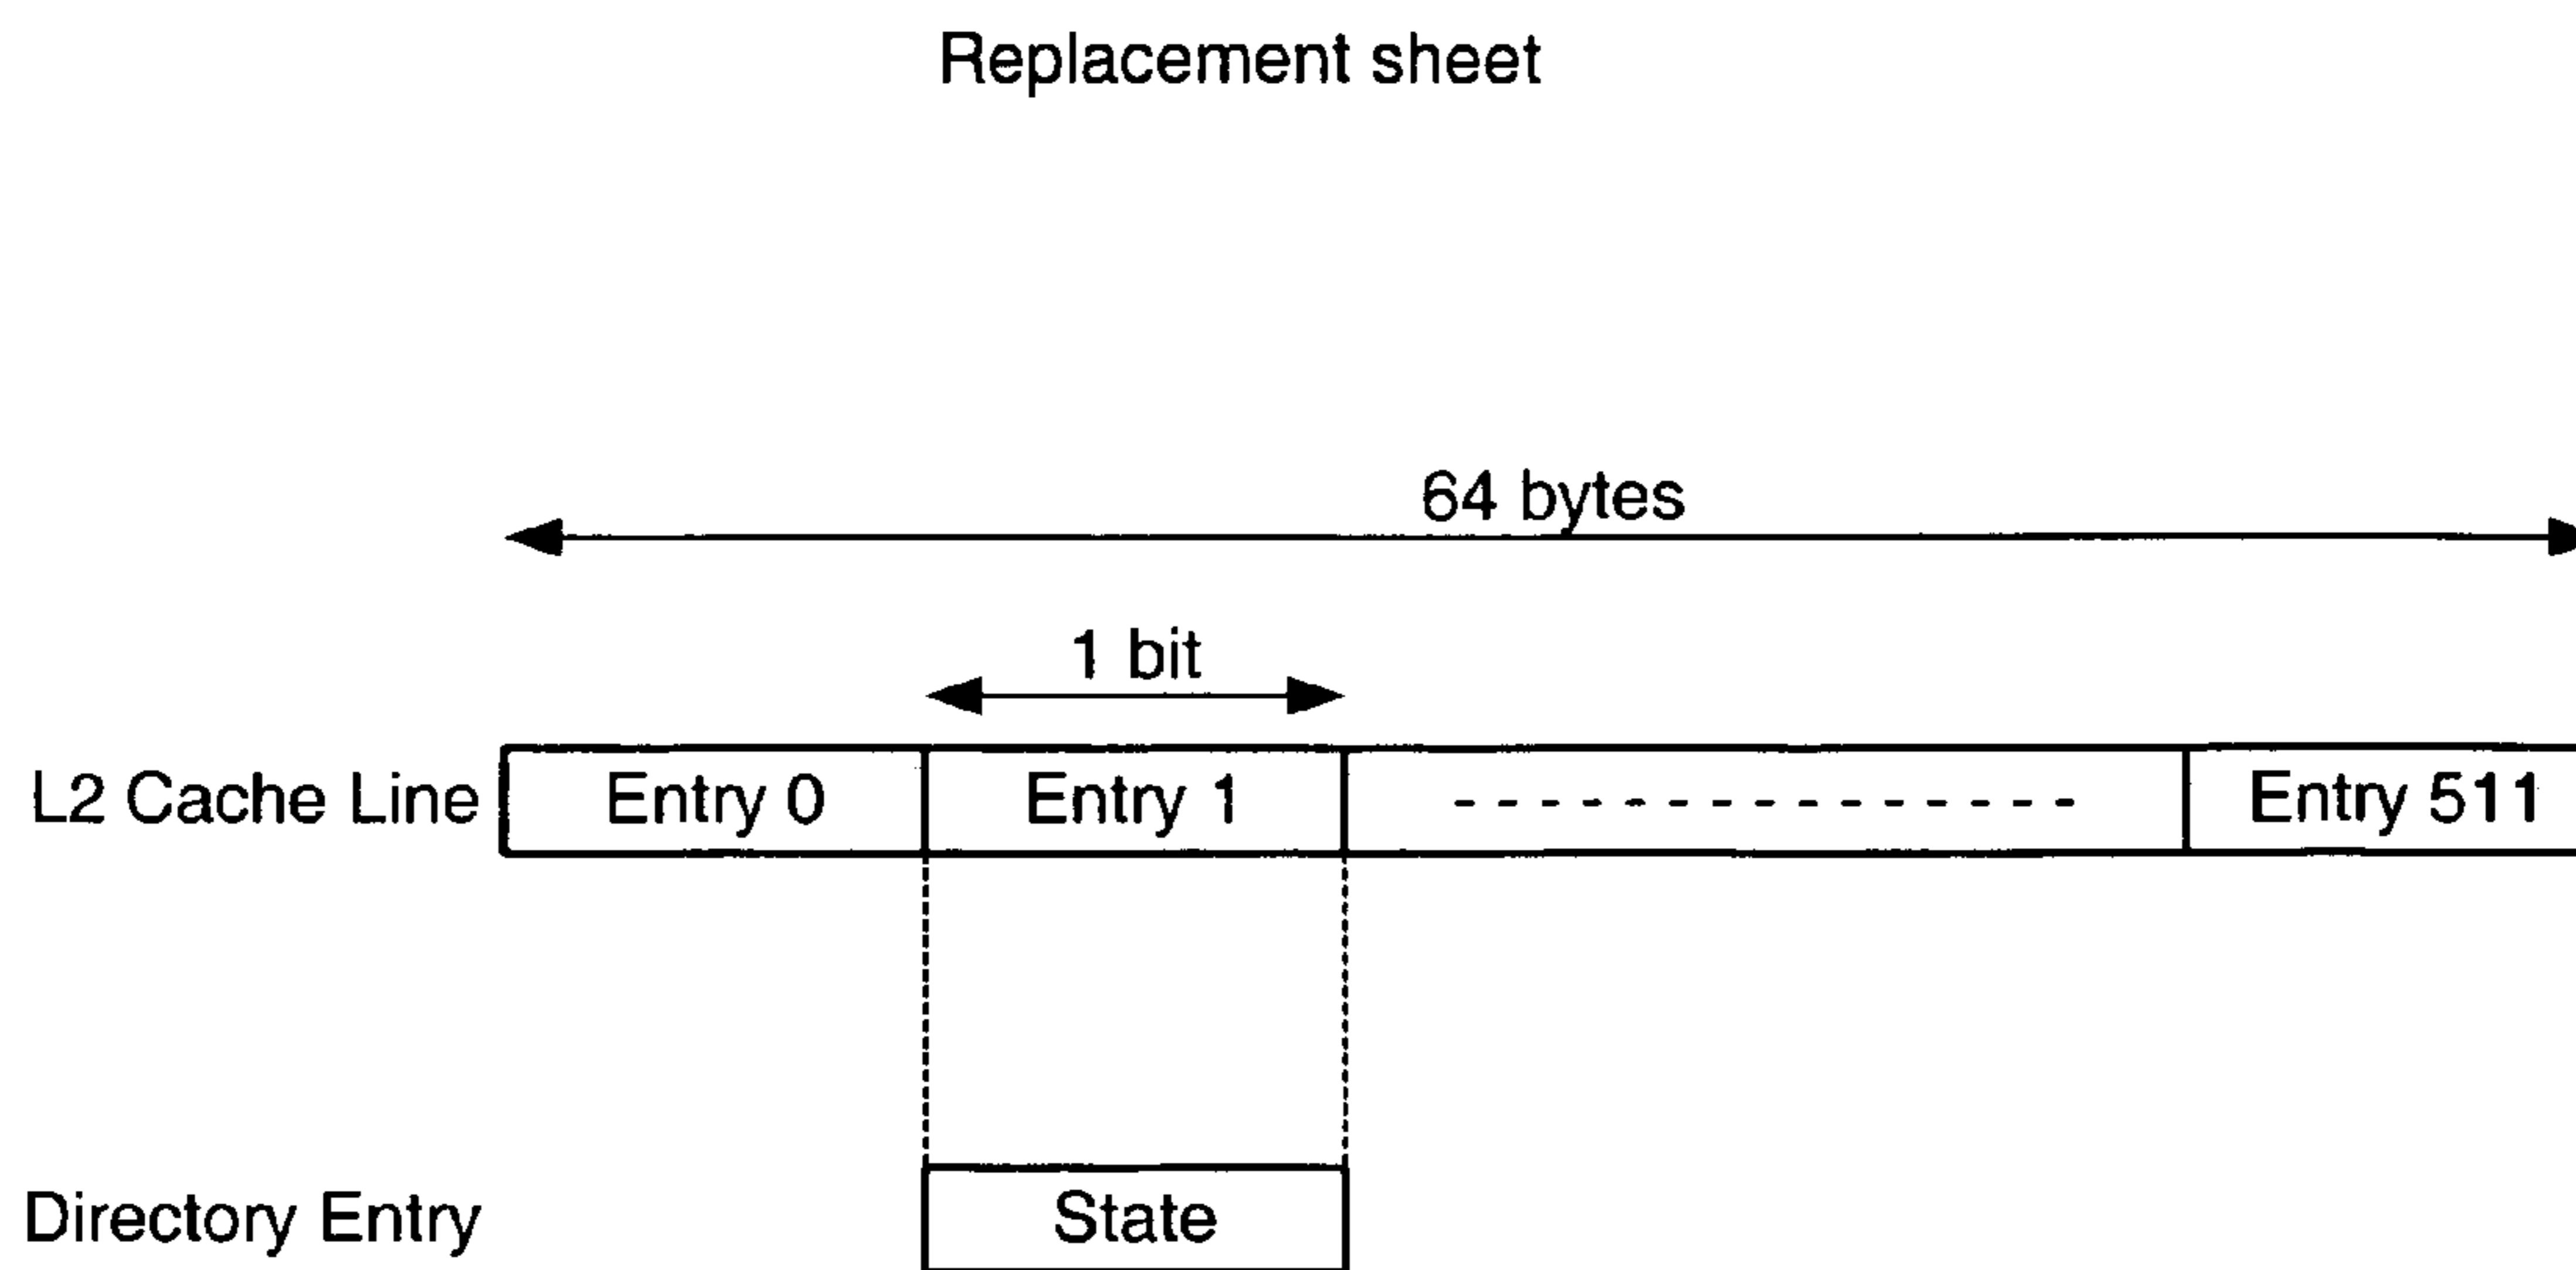 Replacement sheet
64 bytes
1 bit
L2 Cache Line Entry 0 Entry 1 Entry 511
Directory Entry State